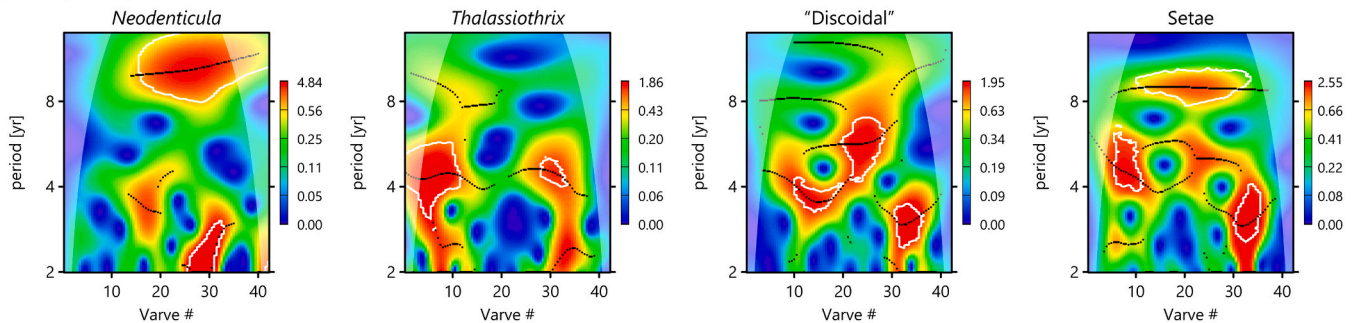 Neodenticula
Thalassiothrix
“Discoidal”
Setae
period [yr]
8
4
2
10 20 30 40
Varve #
4.84
0.56
0.25
0.11
0.03
0.00
period [yr]
8
4
2
10 20 30 40
Varve #
1.86
0.43
0.20
0.11
0.06
0.00
period [yr]
8
4
2
10 20 30 40
Varve #
1.95
0.63
0.34
0.19
0.09
0.00
period [yr]
8
4
2
10 20 30 40
Varve #
2.55
0.66
0.41
0.22
0.08
0.00